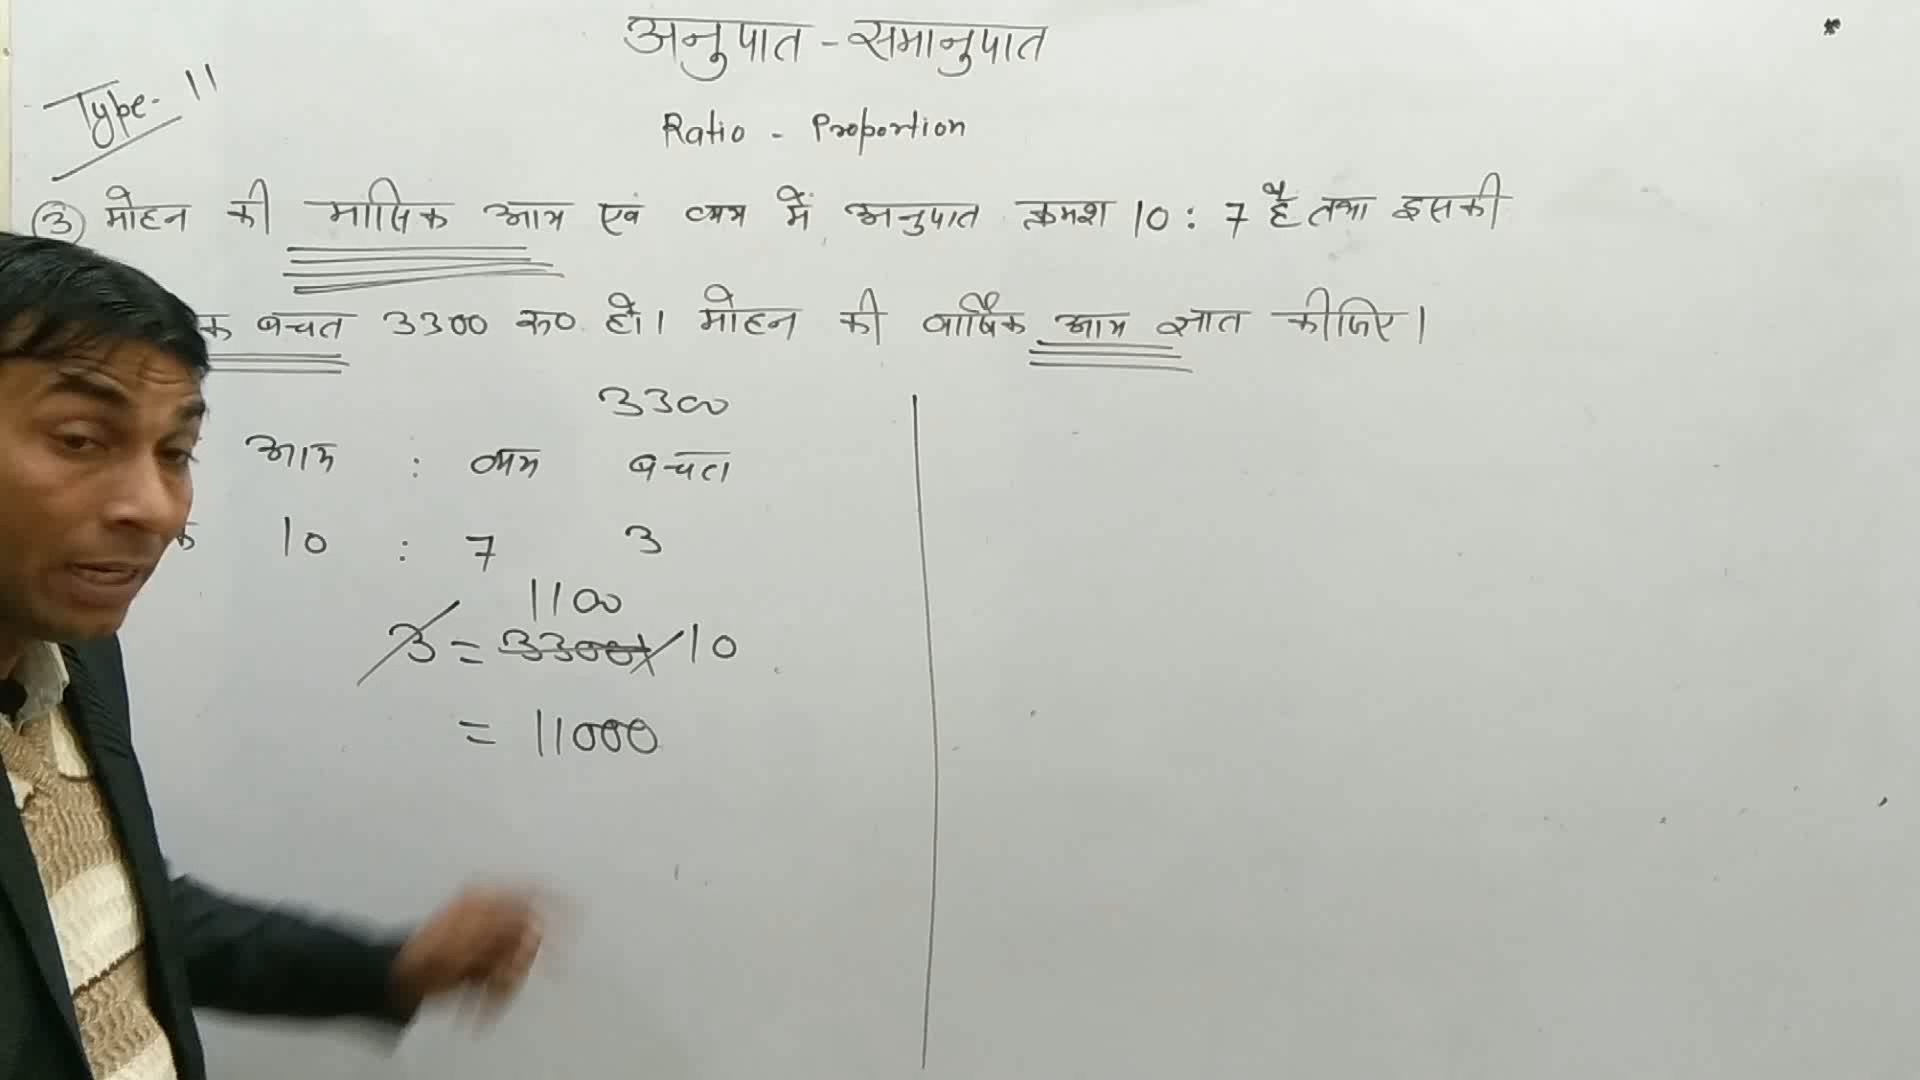 अनुपात - समानुपात
Type - 11
Ratio - Proportion
③ मोहन की मासिक आय एवं व्यय में अनुपात क्रमश 10 : 7 है तथा इसकी
क बचत 3300 रू० हो। मोहन की वार्षिक आय ज्ञात कीजिए।
3300
आय : व्यय बचत
क 10 : 7 3
1100
3 = 3300 × 10
= 11000